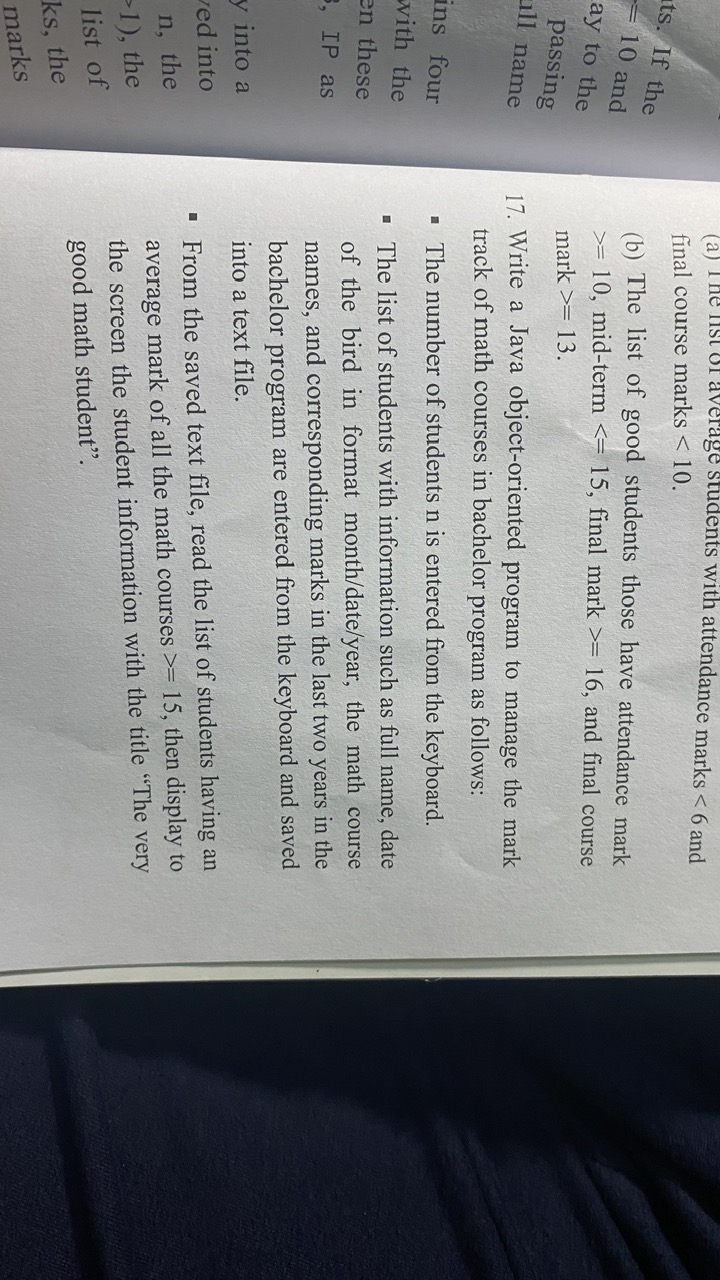 ts. If the
= 10 and
ay to the
passing
ull name
ins four
with the
en these
, IP as
y into a
ved into
n, the
>1), the
list of
ks, the
marks
(a) The list of average students with attendance marks < 6 and
final course marks < 10.
(b) The list of good students those have attendance mark
>= 10, mid-term <= 15, final mark >= 16, and final course
mark >= 13.
17. Write a Java object-oriented program to manage the mark
track of math courses in bachelor program as follows:
▪ The number of students n is entered from the keyboard.
▪ The list of students with information such as full name, date
of the bird in format month/date/year, the math course
names, and corresponding marks in the last two years in the
bachelor program are entered from the keyboard and saved
into a text file.
▪ From the saved text file, read the list of students having an
average mark of all the math courses >= 15, then display to
the screen the student information with the title “The very
good math student”.